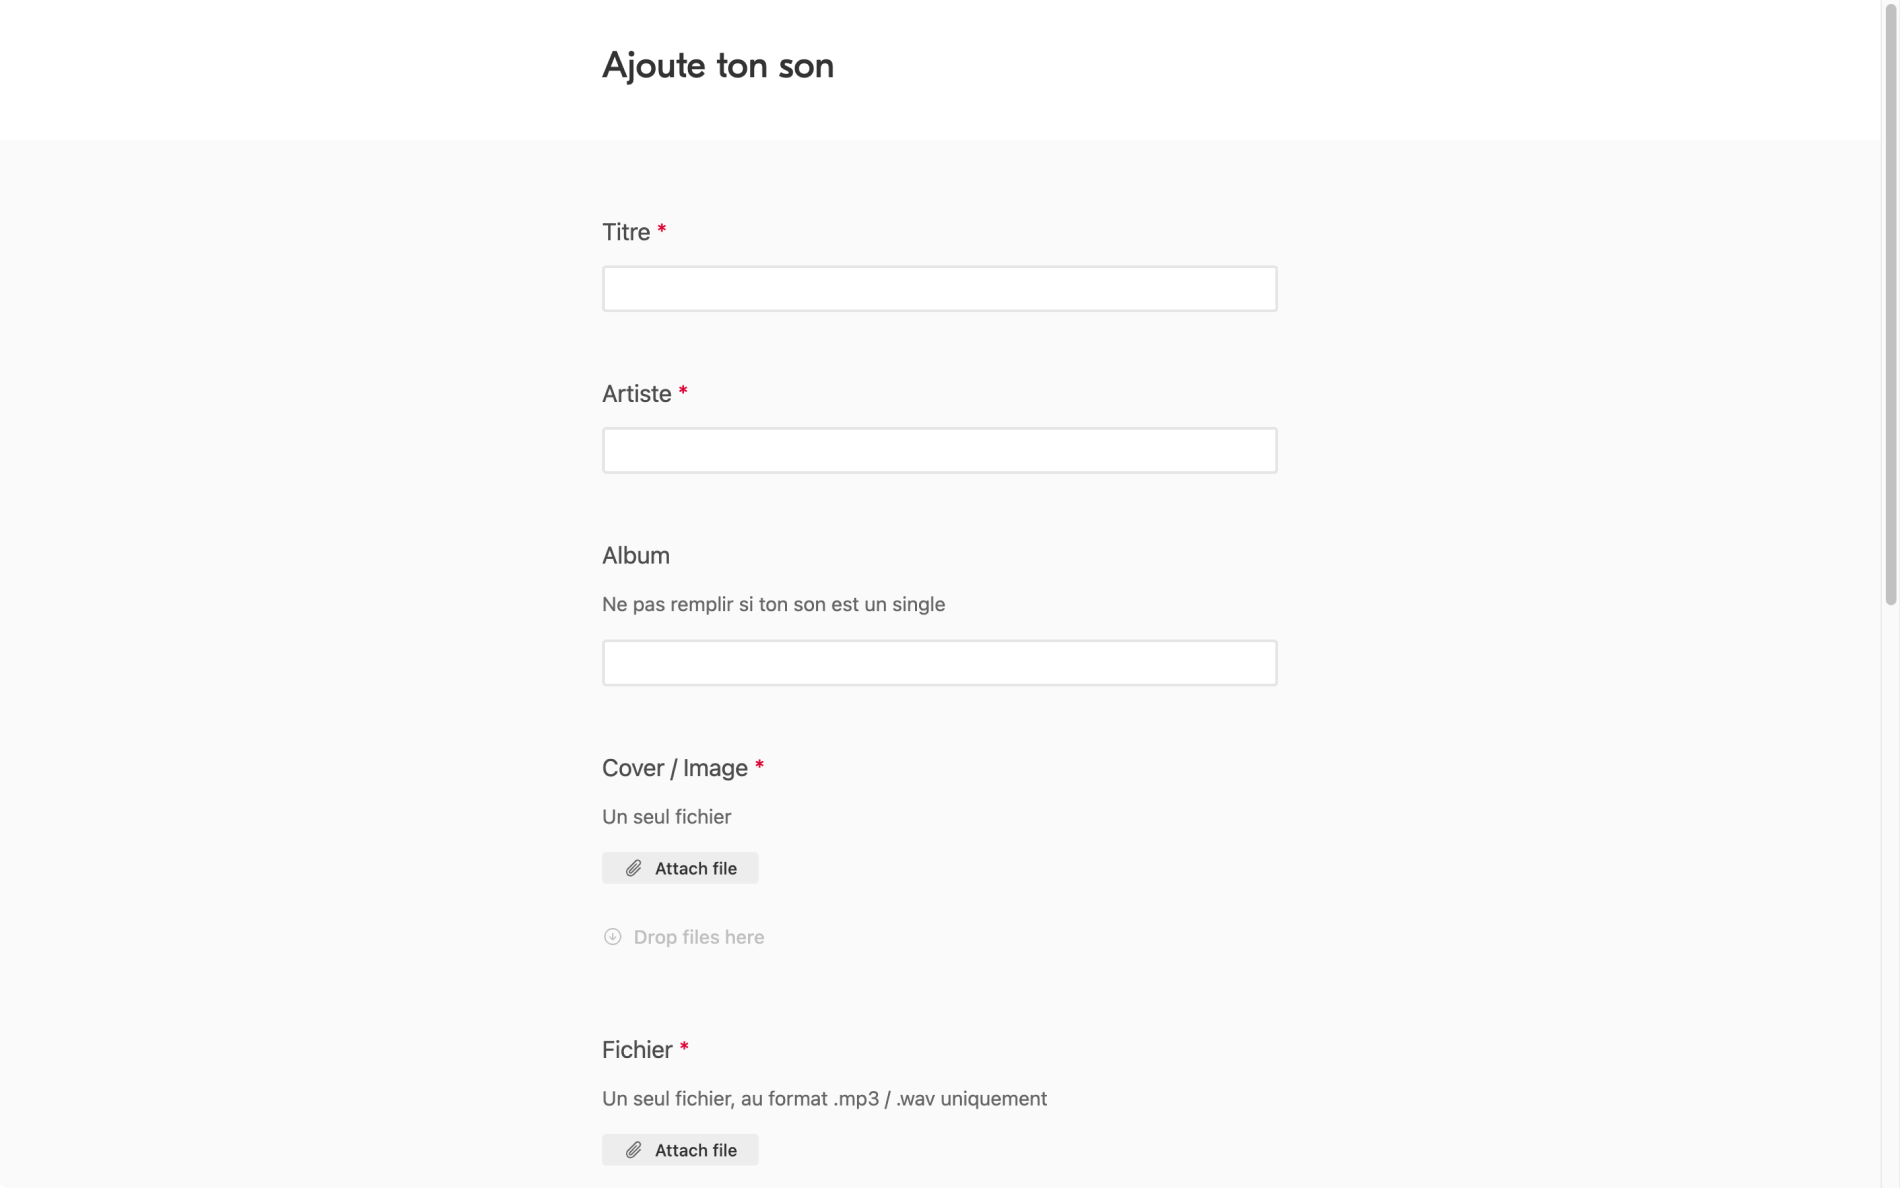 Ajoute ton son
Titre *
Artiste *
Album
Ne pas remplir si ton son est un single
Cover / Image *
Un seul fichier
Attach file
Drop files here
Fichier *
Un seul fichier, au format .mp3 / .wav uniquement
Attach file